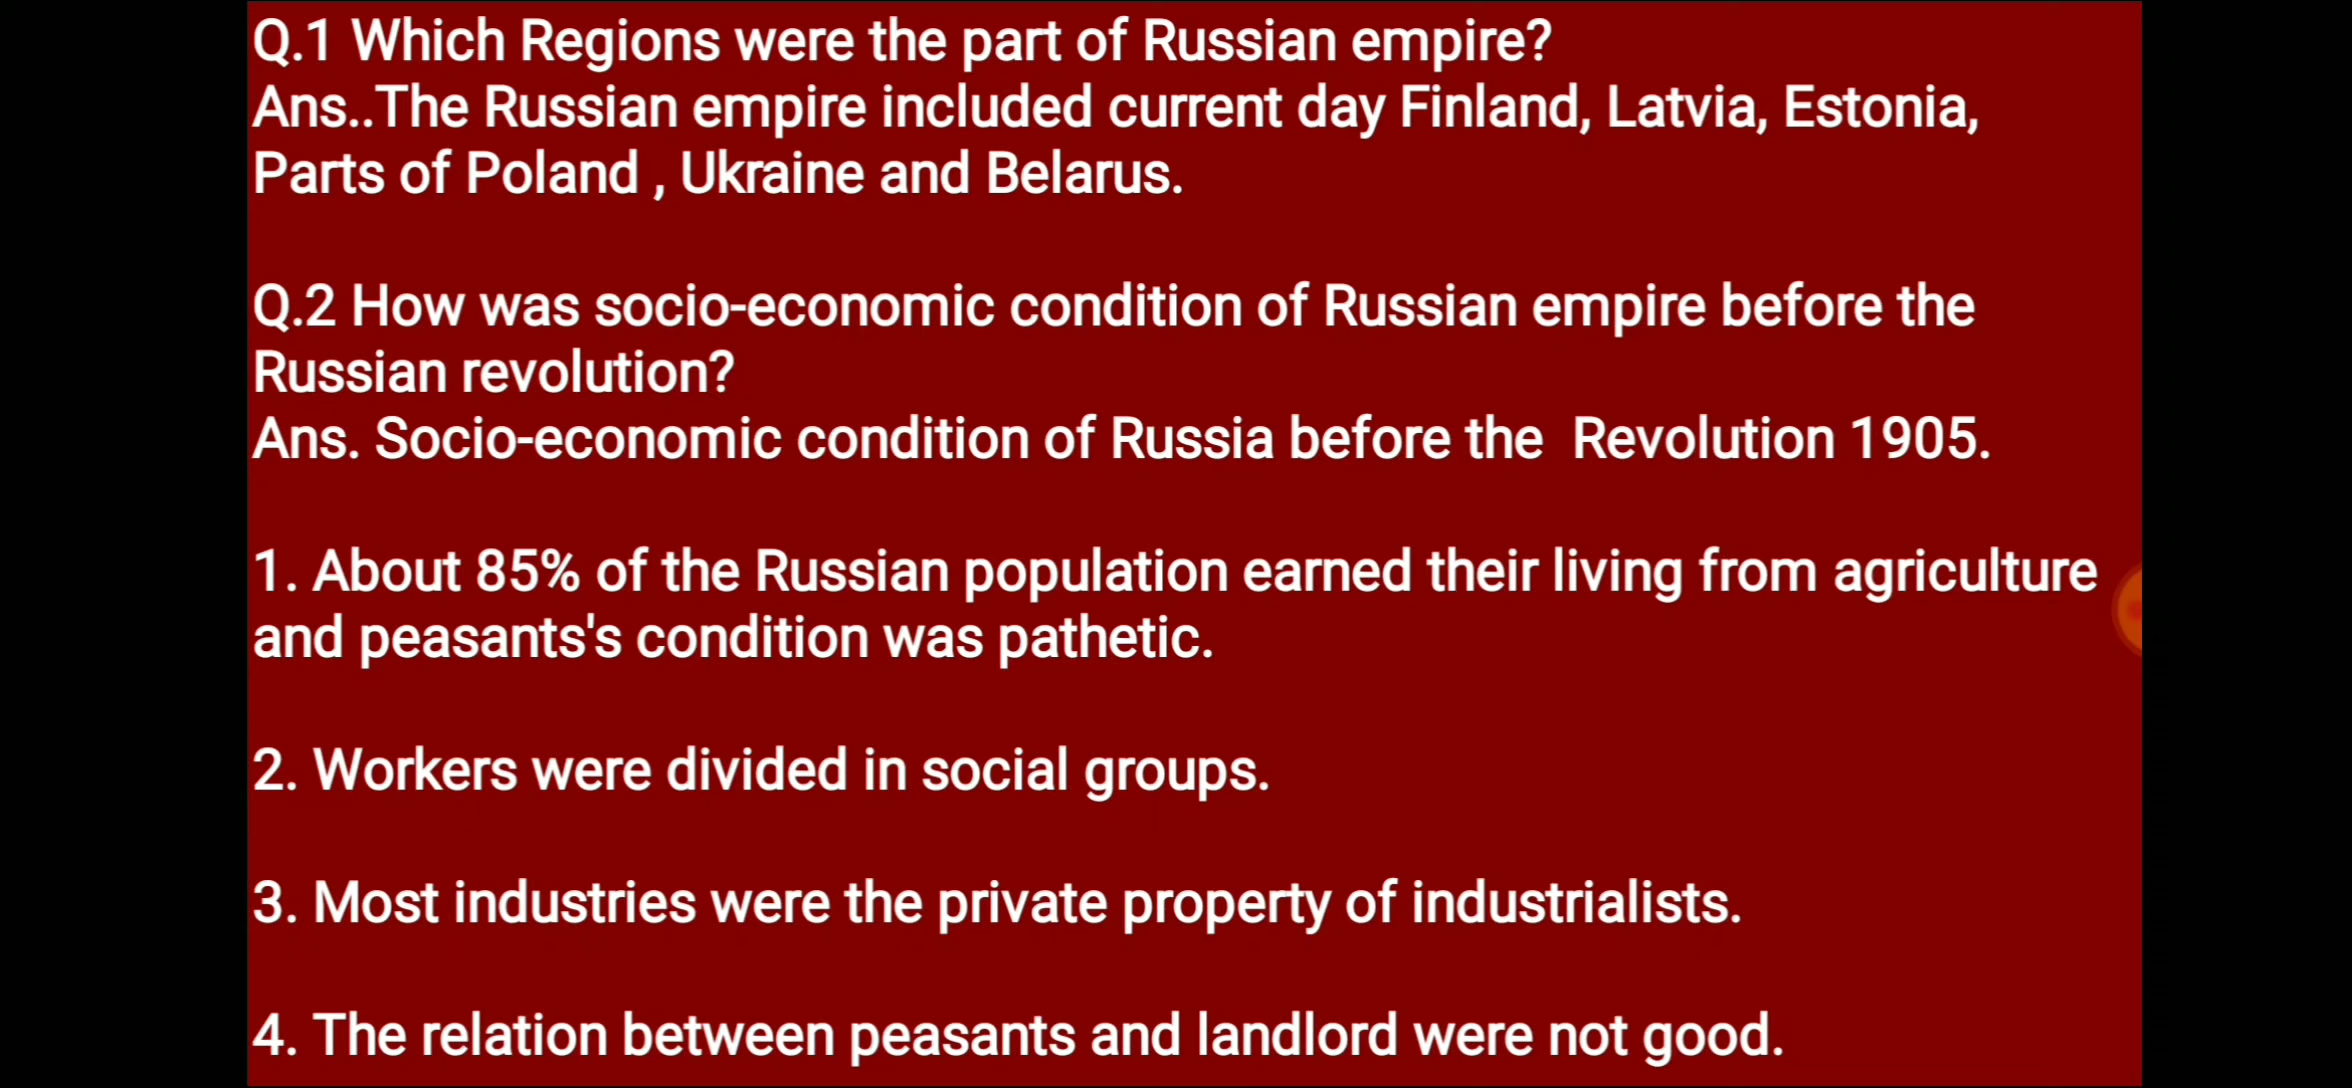 Q.1 Which Regions were the part of Russian empire?
Ans..The Russian empire included current day Finland, Latvia, Estonia,
Parts of Poland , Ukraine and Belarus.
Q.2 How was socio-economic condition of Russian empire before the
Russian revolution?
Ans. Socio-economic condition of Russia before the  Revolution 1905.
1. About 85% of the Russian population earned their living from agriculture
and peasants's condition was pathetic.
2. Workers were divided in social groups.
3. Most industries were the private property of industrialists.
4. The relation between peasants and landlord were not good.